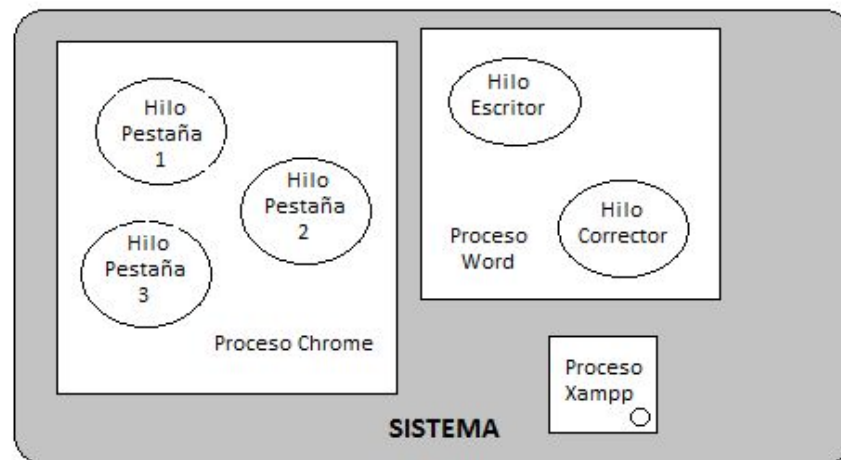 Hilo
Pestaña
1
Hilo
Pestaña
2
Hilo
Pestaña
3
Proceso Chrome
Hilo
Escritor
Hilo
Corrector
Proceso
Word
Proceso
Xampp
SISTEMA